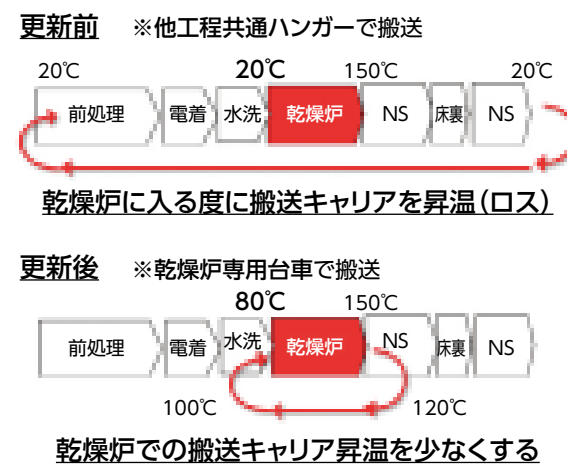 更新前 ※他工程共通ハンガーで搬送
20℃ 20℃ 150℃ 20℃
前処理 電着 水洗 乾燥炉 NS 床裏 NS
乾燥炉に入る度に搬送キャリアを昇温(ロス)
更新後 ※乾燥炉専用台車で搬送
80℃ 150℃
前処理 電着 水洗 乾燥炉 NS 床裏 NS
100℃ 120℃
乾燥炉での搬送キャリア昇温を少なくする